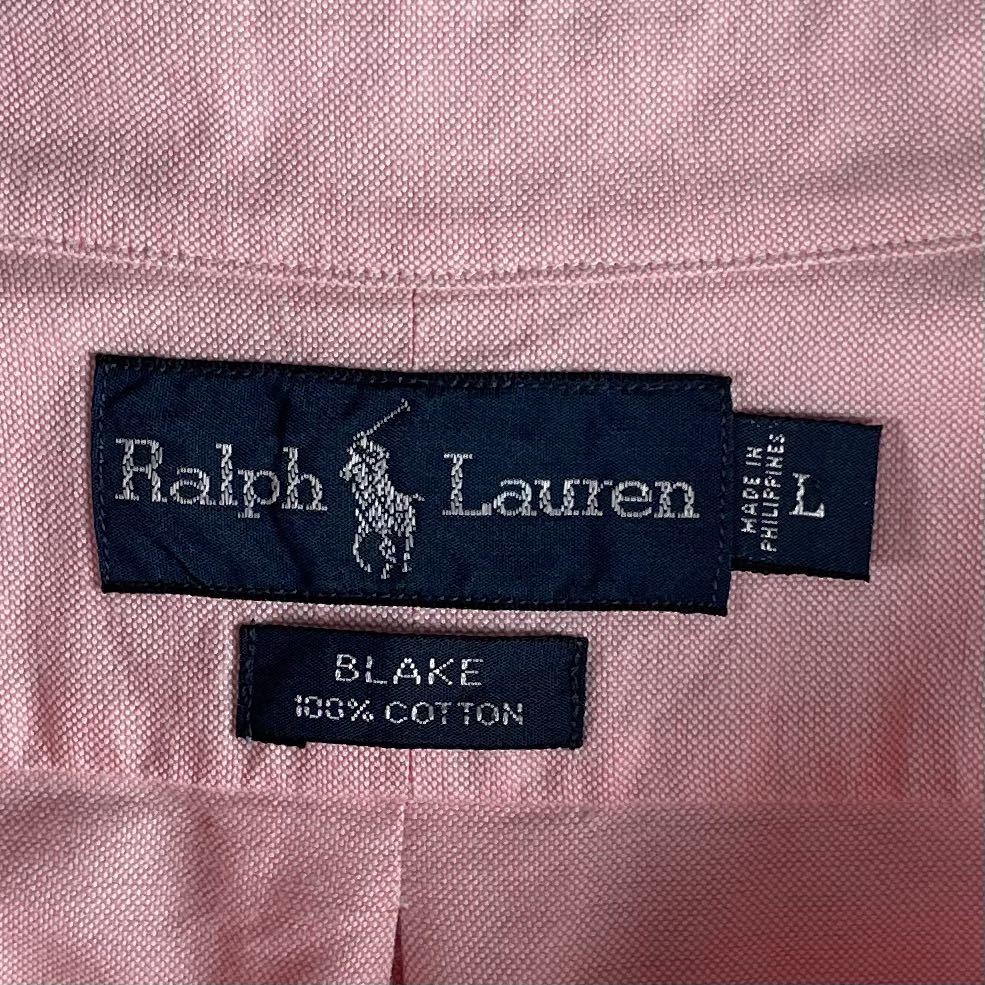 Ralph Lauren
MADE IN
PHILIPPINES
L
BLAKE
100% COTTON